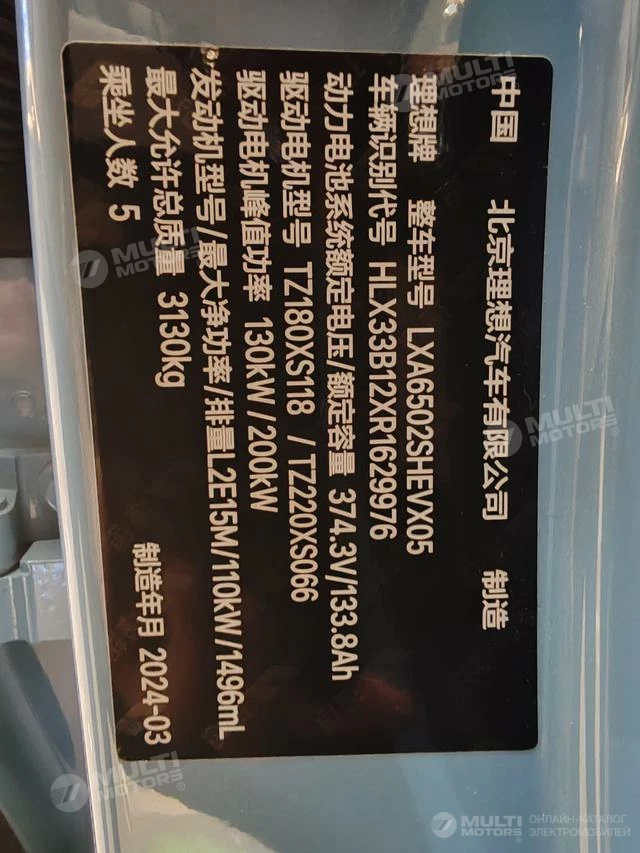 中国 北京理想汽车有限公司 制造
理想牌 整车型号 LXA6502SHEVX05
车辆识别代号 HLX33B12XR1629976
动力电池系统额定电压/额定容量 374.3V/133.8Ah
驱动电机型号 TZ180XS118 / TZ220XS066
驱动电机峰值功率 130kW/200kW
发动机型号/最大净功率/排量L2E15M/110kW/1496mL
最大允许总质量 3130kg 制造年月 2024-03
乘坐人数 5
MULTI MOTORS®
MULTI MOTORS®
MULTI MOTORS®
MULTI MOTORS®
MULTI MOTORS® ОНЛАЙН-КАТАЛОГ ЭЛЕКТРОМОБИЛЕЙ